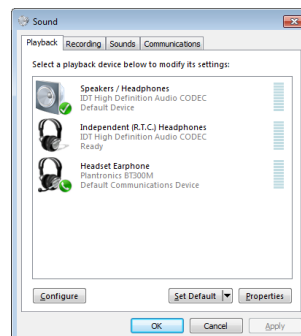 Sound
Playback Recording Sounds Communications
Select a playback device below to modify its settings:
Speakers / Headphones
IDT High Definition Audio CODEC
Default Device
Independent (R.T.C.) Headphones
IDT High Definition Audio CODEC
Ready
Headset Earphone
Plantronics BT300M
Default Communications Device
Configure Set Default Properties
OK Cancel Apply